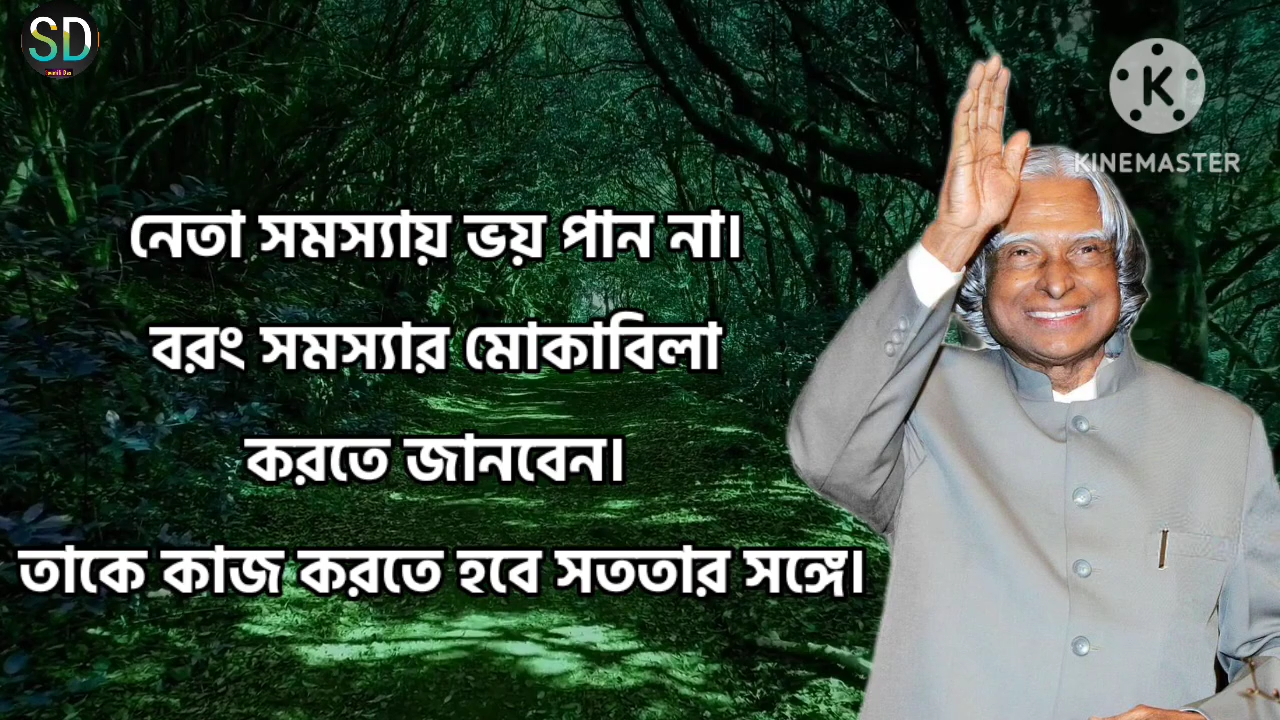 SD
KINEMASTER
নেতা সমস্যায় ভয় পান না।
বরং সমস্যার মোকাবিলা
করতে জানবেন।
তাকে কাজ করতে হবে সততার সঙ্গে।